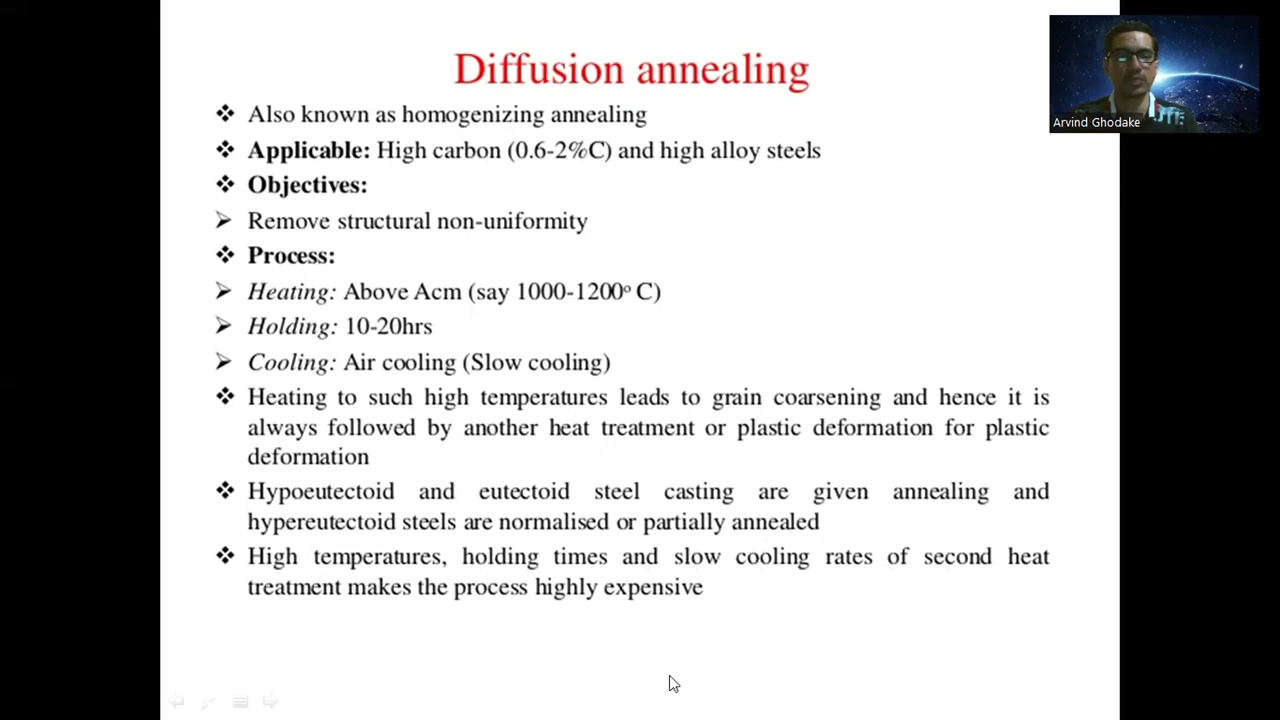 Diffusion annealing
❖ Also known as homogenizing annealing
❖ Applicable: High carbon (0.6-2%C) and high alloy steels
❖ Objectives:
➢ Remove structural non-uniformity
❖ Process:
➢ Heating: Above Acm (say 1000-1200º C)
➢ Holding: 10-20hrs
➢ Cooling: Air cooling (Slow cooling)
❖ Heating to such high temperatures leads to grain coarsening and hence it is
always followed by another heat treatment or plastic deformation for plastic
deformation
❖ Hypoeutectoid and eutectoid steel casting are given annealing and
hypereutectoid steels are normalised or partially annealed
❖ High temperatures, holding times and slow cooling rates of second heat
treatment makes the process highly expensive
Arvind Ghodake